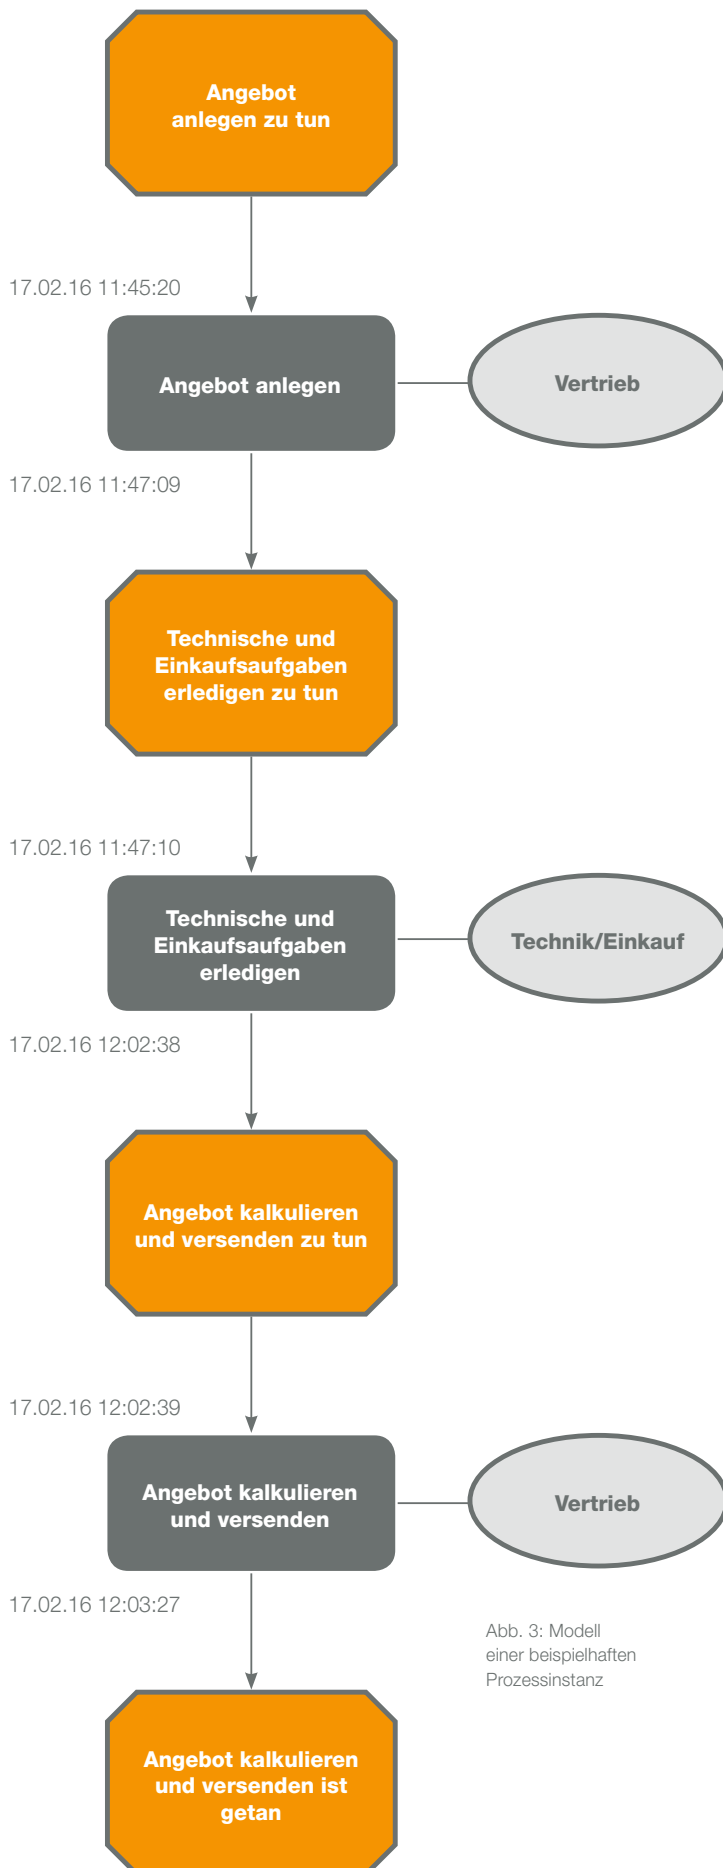 Angebot
anlegen zu tun
17.02.16 11:45:20
Angebot anlegen
Vertrieb
17.02.16 11:47:09
Technische und
Einkaufsaufgaben
erledigen zu tun
17.02.16 11:47:10
Technische und
Einkaufsaufgaben
erledigen
Technik/Einkauf
17.02.16 12:02:38
Angebot kalkulieren
und versenden zu tun
17.02.16 12:02:39
Angebot kalkulieren
und versenden
Vertrieb
17.02.16 12:03:27
Abb. 3: Modell
einer beispielhaften
Prozessinstanz
Angebot kalkulieren
und versenden ist
getan